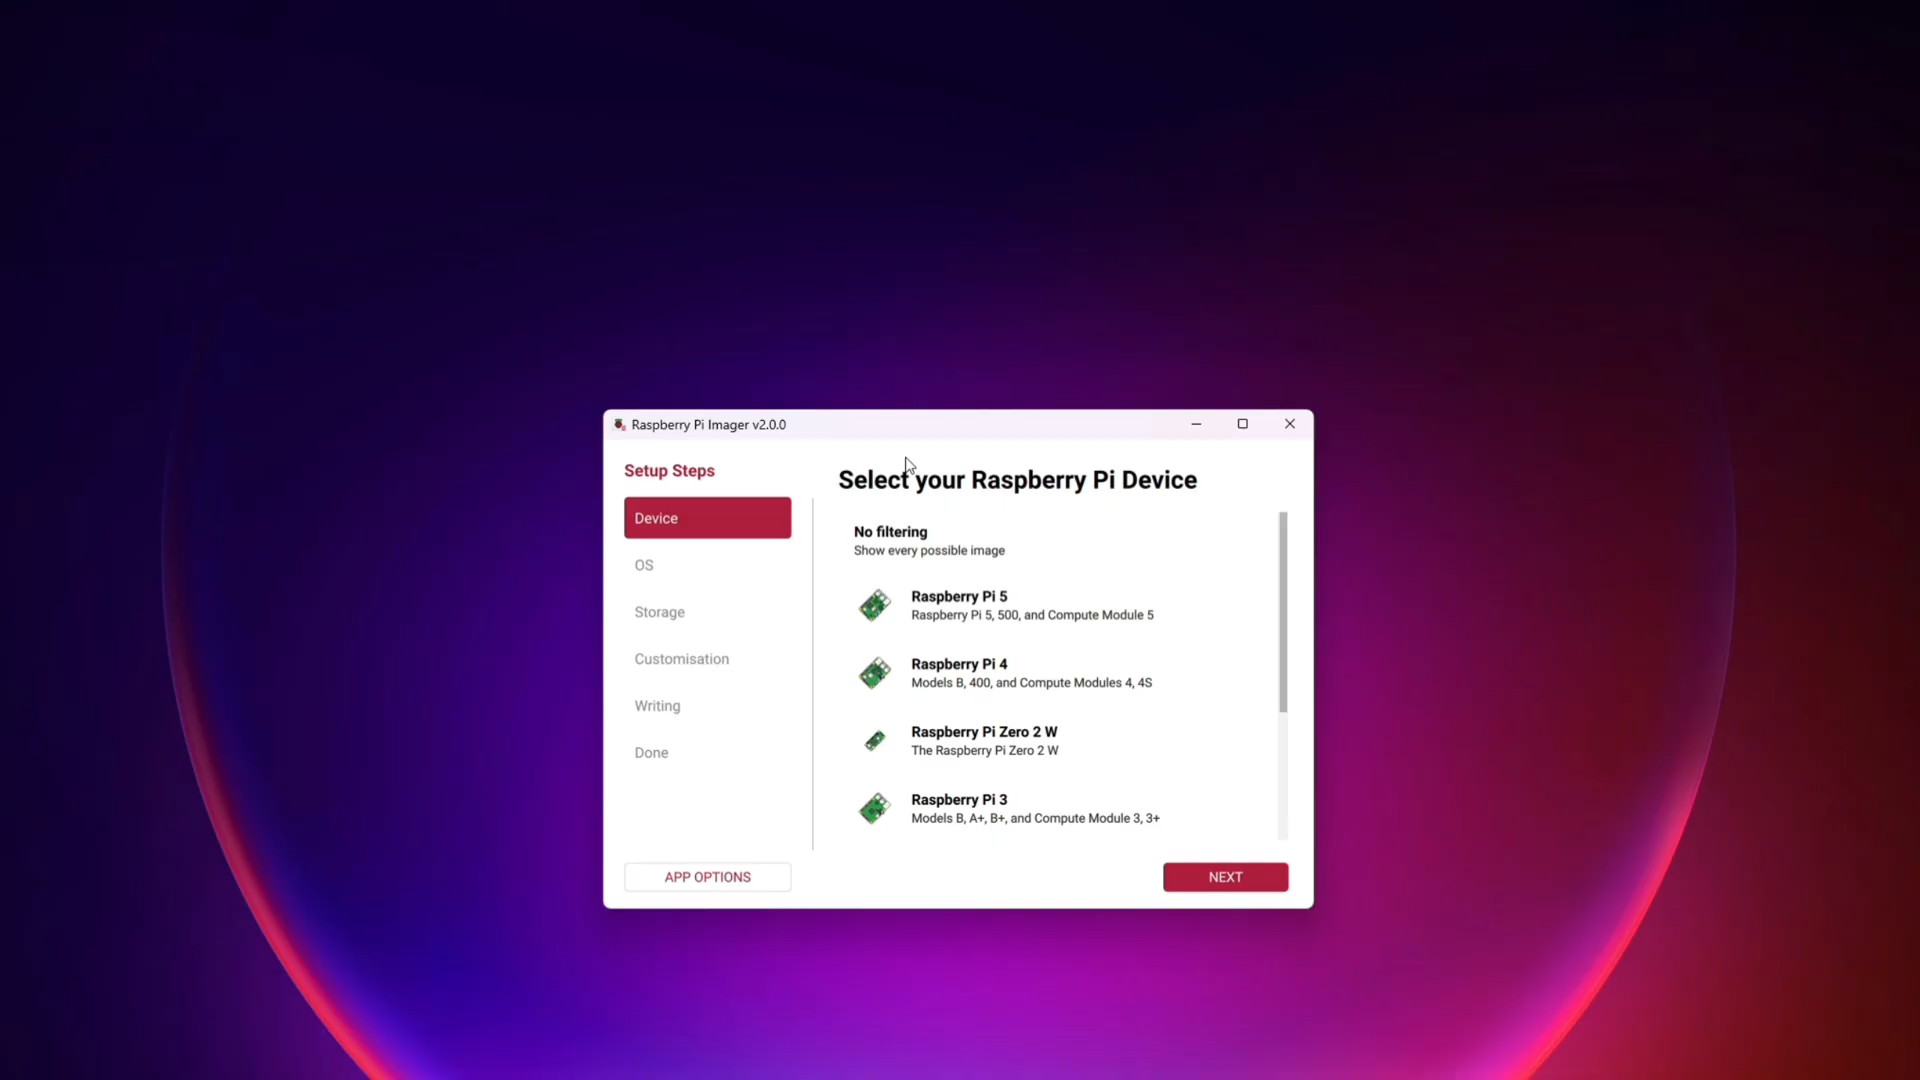 Raspberry Pi Imager v2.0.0
Setup Steps
Device
OS
Storage
Customisation
Writing
Done
APP OPTIONS
Select your Raspberry Pi Device
No filtering
Show every possible image
Raspberry Pi 5
Raspberry Pi 5, 500, and Compute Module 5
Raspberry Pi 4
Models B, 400, and Compute Modules 4, 4S
Raspberry Pi Zero 2 W
The Raspberry Pi Zero 2 W
Raspberry Pi 3
Models B, A+, B+, and Compute Module 3, 3+
NEXT